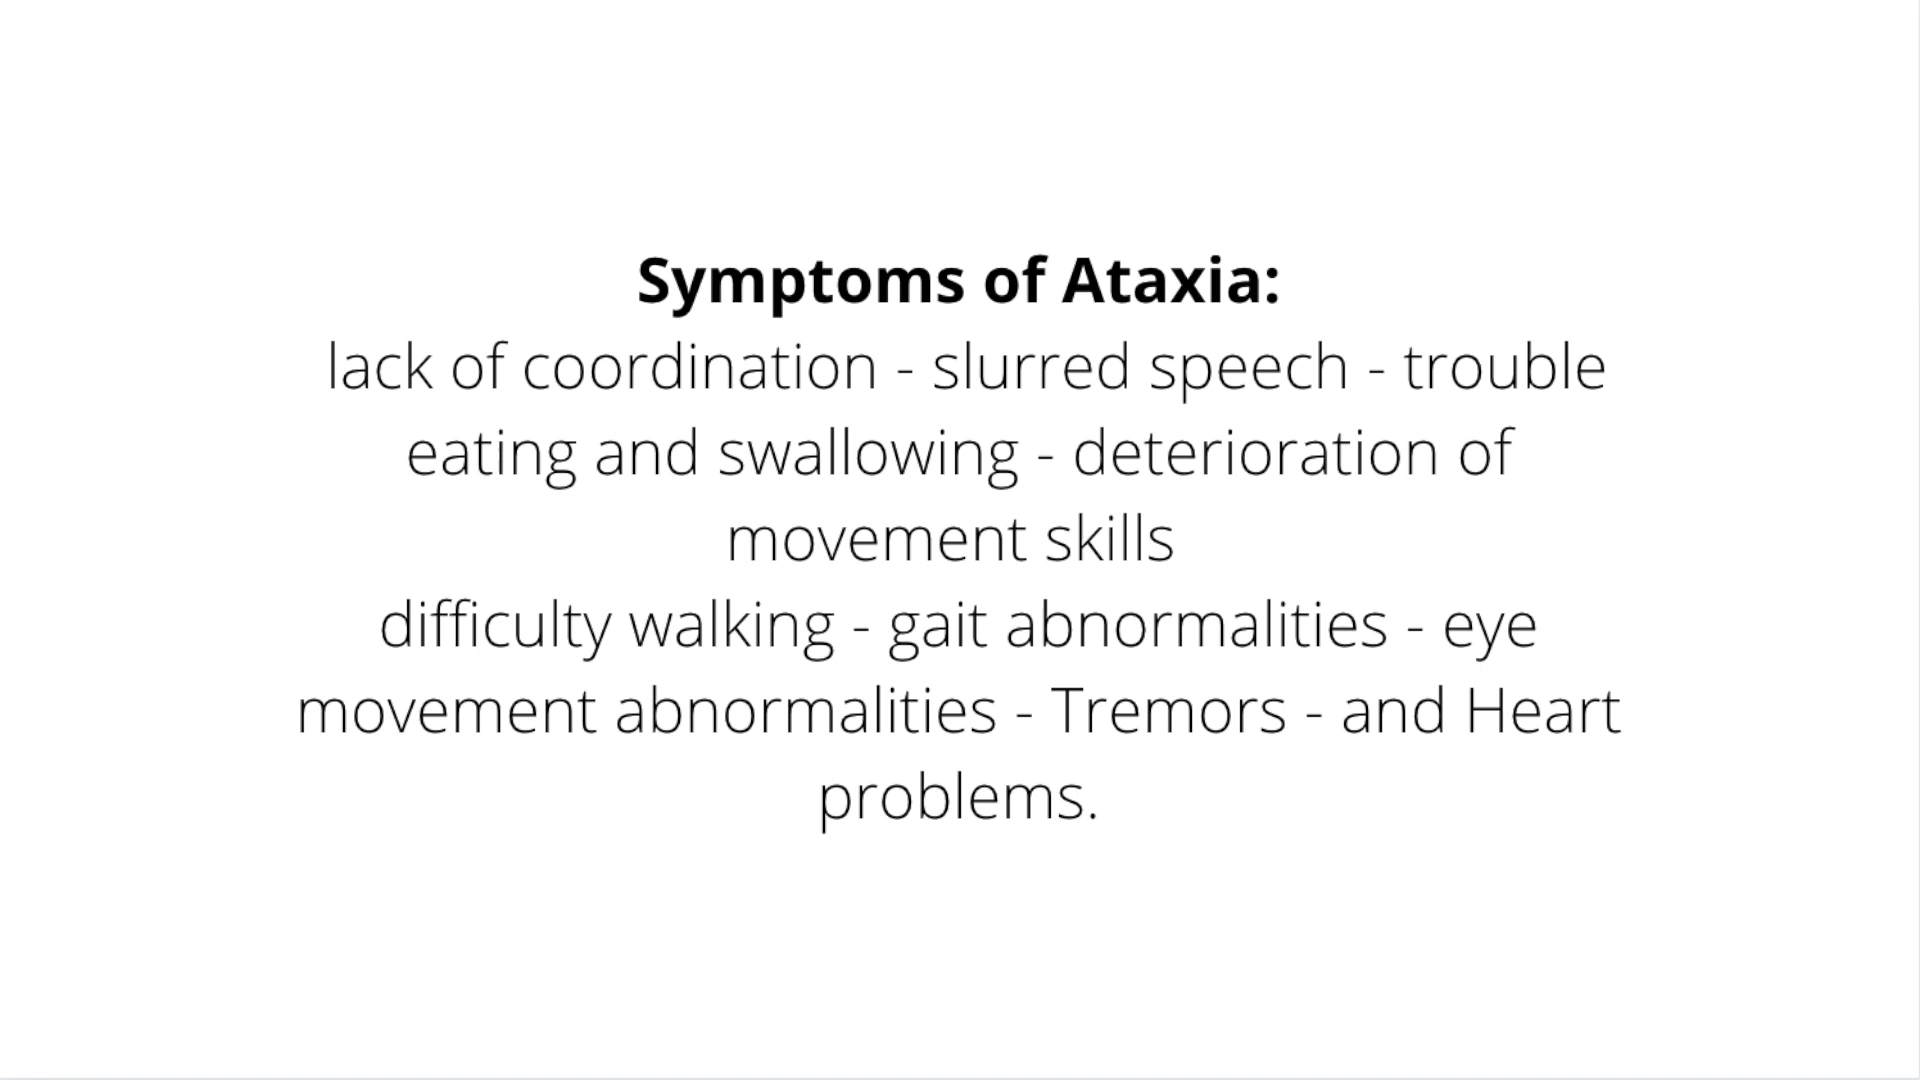 Symptoms of Ataxia:
lack of coordination - slurred speech - trouble
eating and swallowing - deterioration of
movement skills
difficulty walking - gait abnormalities - eye
movement abnormalities - Tremors - and Heart
problems.